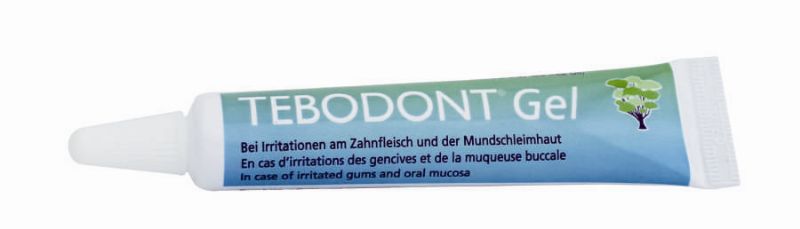 TEBODONT® Gel
Bei Irritationen am Zahnfleisch und der Mundschleimhaut
En cas d'irritations des gencives et de la muqueuse buccale
In case of irritated gums and oral mucosa